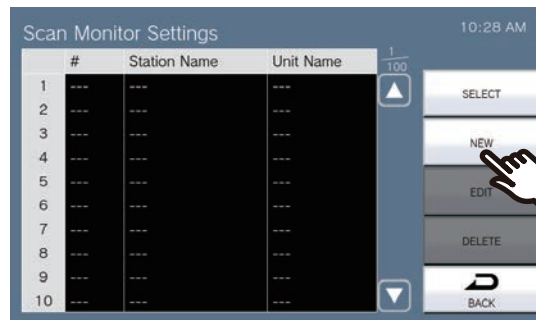 Scan Monitor Settings
10:28 AM
# Station Name Unit Name
1
100
1 --- --- ---
2 --- --- ---
3 --- --- ---
4 --- --- ---
5 --- --- ---
6 --- --- ---
7 --- --- ---
8 --- --- ---
9 --- --- ---
10 --- --- ---
SELECT
NEW
EDIT
DELETE
BACK